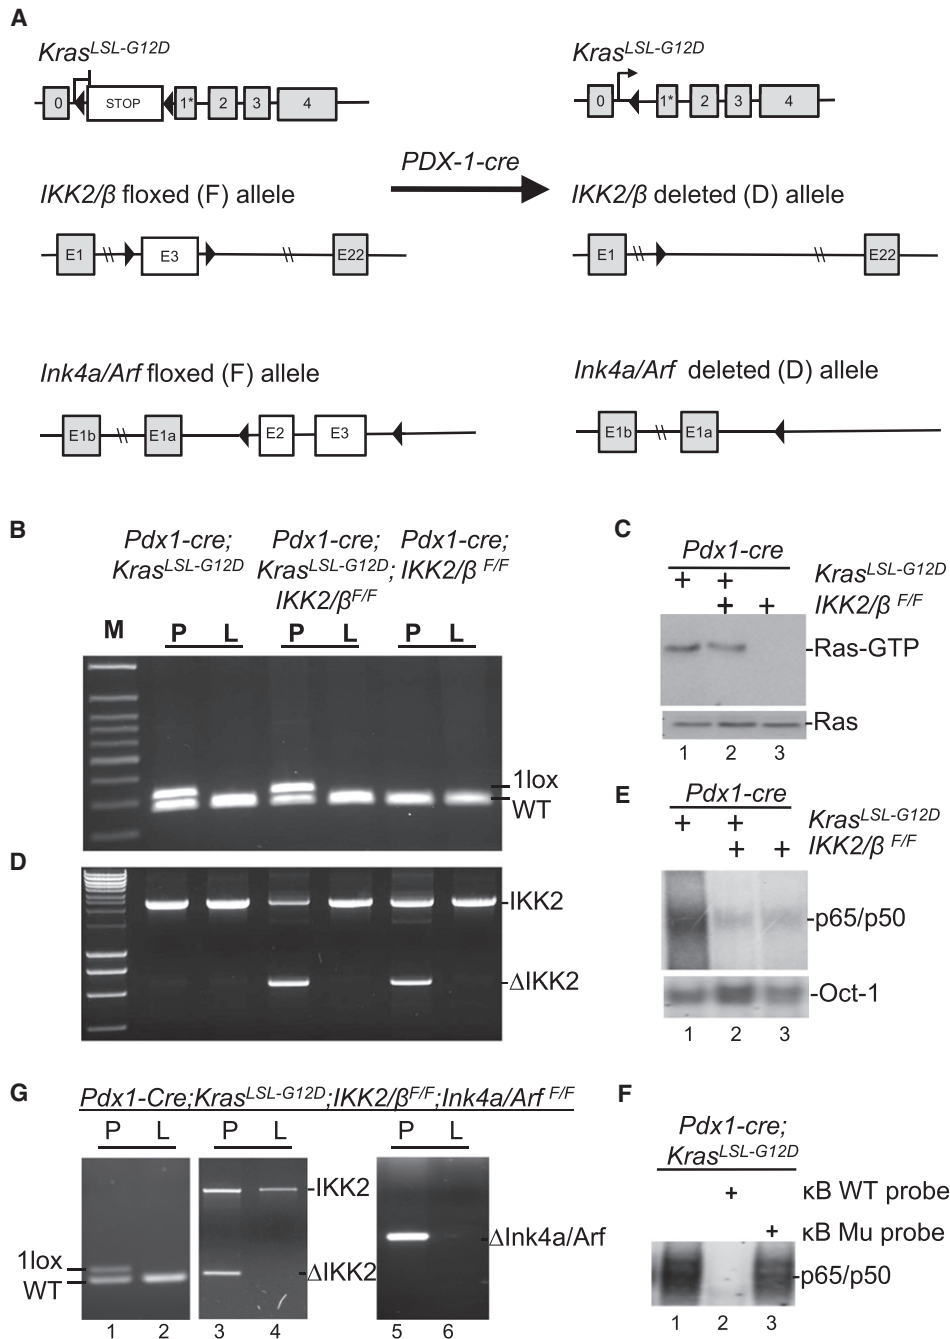 A
Kras^LSL-G12D Kras^LSL-G12D
0 STOP 1* 2 3 4 0 1* 2 3 4
PDX-1-cre
IKK2/β floxed (F) allele IKK2/β deleted (D) allele
E1 E3 E22 E1 E22
Ink4a/Arf floxed (F) allele Ink4a/Arf deleted (D) allele
E1b E1a E2 E3 E1b E1a
B
Pdx1-cre; Pdx1-cre; Pdx1-cre;
Kras^LSL-G12D Kras^LSL-G12D; IKK2/β F/F
IKK2/β^F/F
M P L P L P L
1lox
WT
C
Pdx1-cre
+ + Kras^LSL-G12D
+ + IKK2/β F/F
-Ras-GTP
-Ras
1 2 3
D
-IKK2
-ΔIKK2
E
Pdx1-cre
+ + Kras^LSL-G12D
+ + IKK2/β F/F
-p65/p50
-Oct-1
1 2 3
G
Pdx1-Cre;Kras^LSL-G12D;IKK2/β^F/F;Ink4a/Arf F/F
P L P L P L
-IKK2
-ΔInk4a/Arf
1lox
WT
-ΔIKK2
1 2 3 4 5 6
F
Pdx1-cre;
Kras^LSL-G12D
+ κB WT probe
+ κB Mu probe
-p65/p50
1 2 3